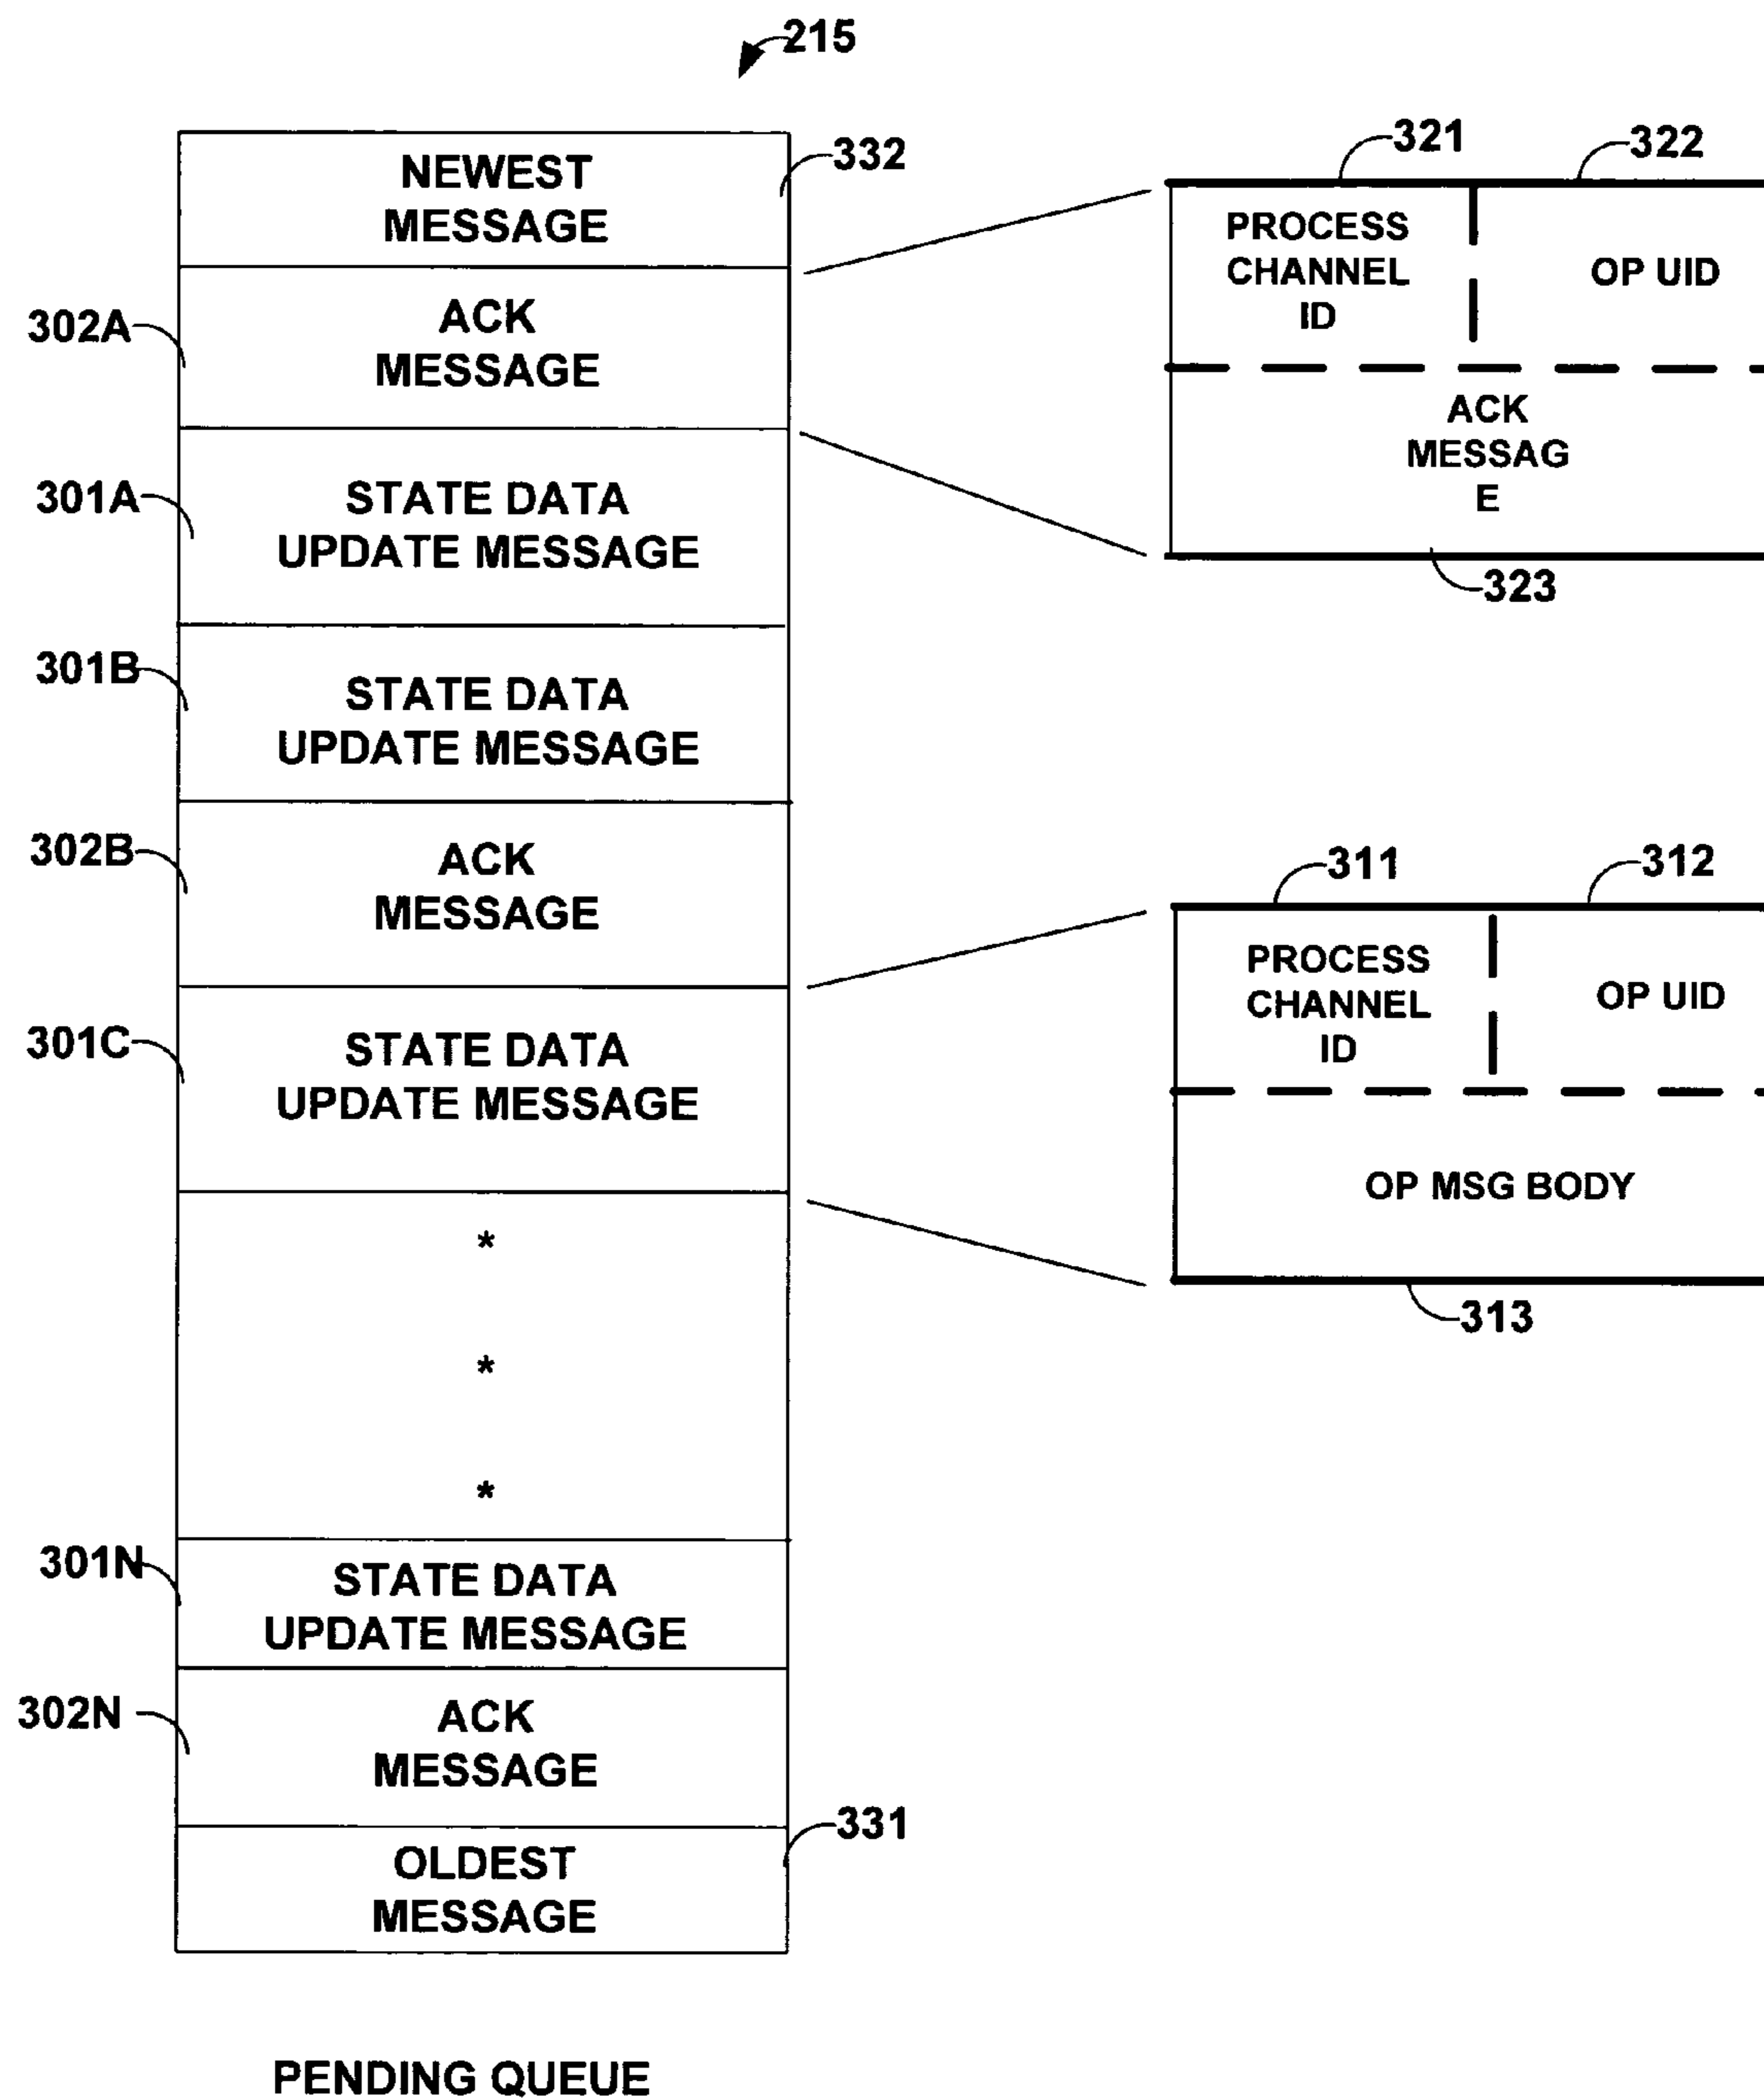 215
NEWEST
MESSAGE
332
302A
ACK
MESSAGE
301A
STATE DATA
UPDATE MESSAGE
301B
STATE DATA
UPDATE MESSAGE
302B
ACK
MESSAGE
301C
STATE DATA
UPDATE MESSAGE
*
*
*
301N
STATE DATA
UPDATE MESSAGE
302N
ACK
MESSAGE
331
OLDEST
MESSAGE
PENDING QUEUE
321
322
PROCESS
CHANNEL
ID
OP UID
ACK
MESSAG
E
323
311
312
PROCESS
CHANNEL
ID
OP UID
OP MSG BODY
313